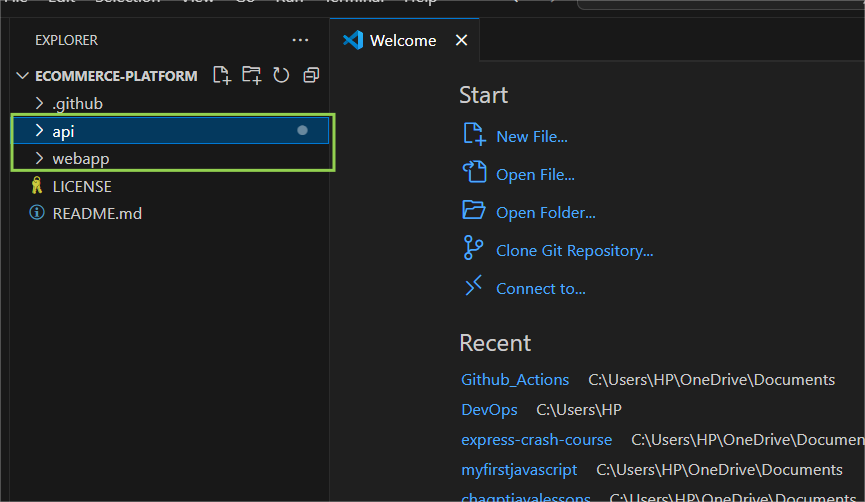 File Edit Selection View Go Run Terminal Help
EXPLORER
Welcome
ECOMMERCE-PLATFORM
.github
api
webapp
LICENSE
README.md
Start
New File...
Open File...
Open Folder...
Clone Git Repository...
Connect to...
Recent
Github_Actions C:\Users\HP\OneDrive\Documents
DevOps C:\Users\HP
express-crash-course C:\Users\HP\OneDrive\Documen
myfirstjavascript C:\Users\HP\OneDrive\Documents
chaqptjavalessons C:\Users\HP\OneDrive\Documents